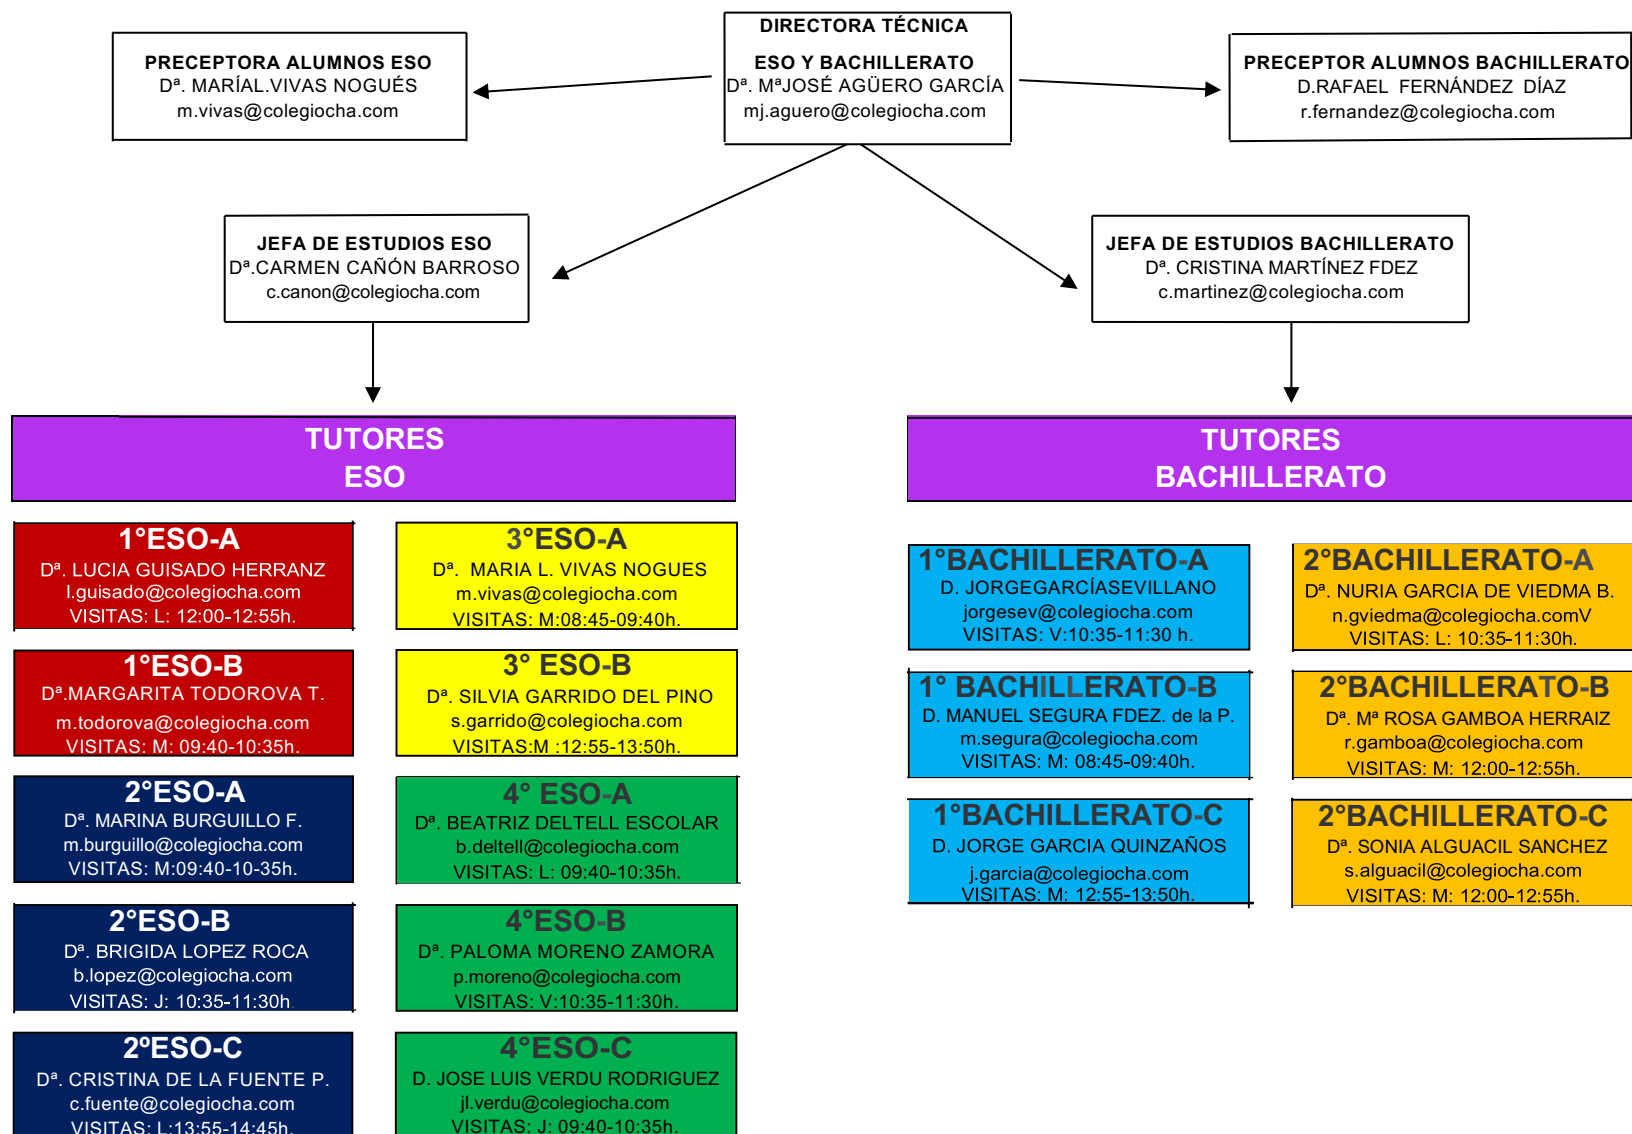 DIRECTORA TÉCNICA
ESO Y BACHILLERATO
Dª. MªJOSÉ AGÜERO GARCÍA
mj.aguero@colegiocha.com
PRECEPTORA ALUMNOS ESO
Dª. MARÍAL.VIVAS NOGUÉS
m.vivas@colegiocha.com
PRECEPTOR ALUMNOS BACHILLERATO
D.RAFAEL FERNÁNDEZ DÍAZ
r.fernandez@colegiocha.com
JEFA DE ESTUDIOS ESO
Dª.CARMEN CAÑÓN BARROSO
c.canon@colegiocha.com
JEFA DE ESTUDIOS BACHILLERATO
Dª. CRISTINA MARTÍNEZ FDEZ
c.martinez@colegiocha.com
TUTORES
ESO
1°ESO-A
Dª. LUCIA GUISADO HERRANZ
l.guisado@colegiocha.com
VISITAS: L: 12:00-12:55h.
1°ESO-B
Dª.MARGARITA TODOROVA T.
m.todorova@colegiocha.com
VISITAS: M: 09:40-10:35h.
2°ESO-A
Dª. MARINA BURGUILLO F.
m.burguillo@colegiocha.com
VISITAS: M:09:40-10-35h.
2°ESO-B
Dª. BRIGIDA LOPEZ ROCA
b.lopez@colegiocha.com
VISITAS: J: 10:35-11:30h.
2ºESO-C
Dª. CRISTINA DE LA FUENTE P.
c.fuente@colegiocha.com
VISITAS: L:13:55-14:45h.
3°ESO-A
Dª. MARIA L. VIVAS NOGUES
m.vivas@colegiocha.com
VISITAS: M:08:45-09:40h.
3° ESO-B
Dª. SILVIA GARRIDO DEL PINO
s.garrido@colegiocha.com
VISITAS:M :12:55-13:50h.
4° ESO-A
Dª. BEATRIZ DELTELL ESCOLAR
b.deltell@colegiocha.com
VISITAS: L: 09:40-10:35h.
4°ESO-B
Dª. PALOMA MORENO ZAMORA
p.moreno@colegiocha.com
VISITAS: V:10:35-11:30h.
4°ESO-C
D. JOSE LUIS VERDU RODRIGUEZ
jl.verdu@colegiocha.com
VISITAS: J: 09:40-10:35h.
TUTORES
BACHILLERATO
1°BACHILLERATO-A
D. JORGEGARCÍASEVILLANO
jorgesev@colegiocha.com
VISITAS: V:10:35-11:30 h.
1° BACHILLERATO-B
D. MANUEL SEGURA FDEZ. de la P.
m.segura@colegiocha.com
VISITAS: M: 08:45-09:40h.
1°BACHILLERATO-C
D. JORGE GARCIA QUINZAÑOS
j.garcia@colegiocha.com
VISITAS: M: 12:55-13:50h.
2°BACHILLERATO-A
Dª. NURIA GARCIA DE VIEDMA B.
n.gviedma@colegiocha.comV
VISITAS: L: 10:35-11:30h.
2°BACHILLERATO-B
Dª. Mª ROSA GAMBOA HERRAIZ
r.gamboa@colegiocha.com
VISITAS: M: 12:00-12:55h.
2°BACHILLERATO-C
Dª. SONIA ALGUACIL SANCHEZ
s.alguacil@colegiocha.com
VISITAS: M: 12:00-12:55h.